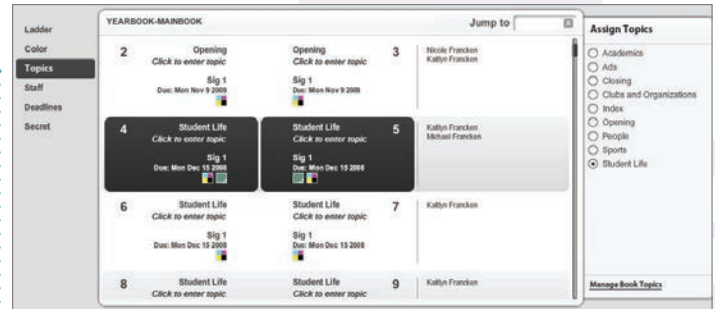 Ladder
Color
Topics
Staff
Deadlines
Secret
YEARBOOK-MAINBOOK
Jump to
2 Opening Opening 3 Nicole Francken
Click to enter topic Click to enter topic Kaitlyn Francken
Sig 1 Sig 1
Due: Mon Nov 9 2009 Due: Mon Nov 9 2009
4 Student Life Student Life 5 Kaitlyn Francken
Click to enter topic Click to enter topic Michael Francken
Sig 1 Sig 1
Due: Mon Dec 15 2008 Due: Mon Dec 15 2008
6 Student Life Student Life 7 Kaitlyn Francken
Click to enter topic Click to enter topic
Sig 1 Sig 1
Due: Mon Dec 15 2008 Due: Mon Dec 15 2008
8 Student Life Student Life 9 Kaitlyn Francken
Click to enter topic Click to enter topic
Assign Topics
Academics
Ads
Closing
Clubs and Organizations
Index
Opening
People
Sports
Student Life
Manage Book Topics